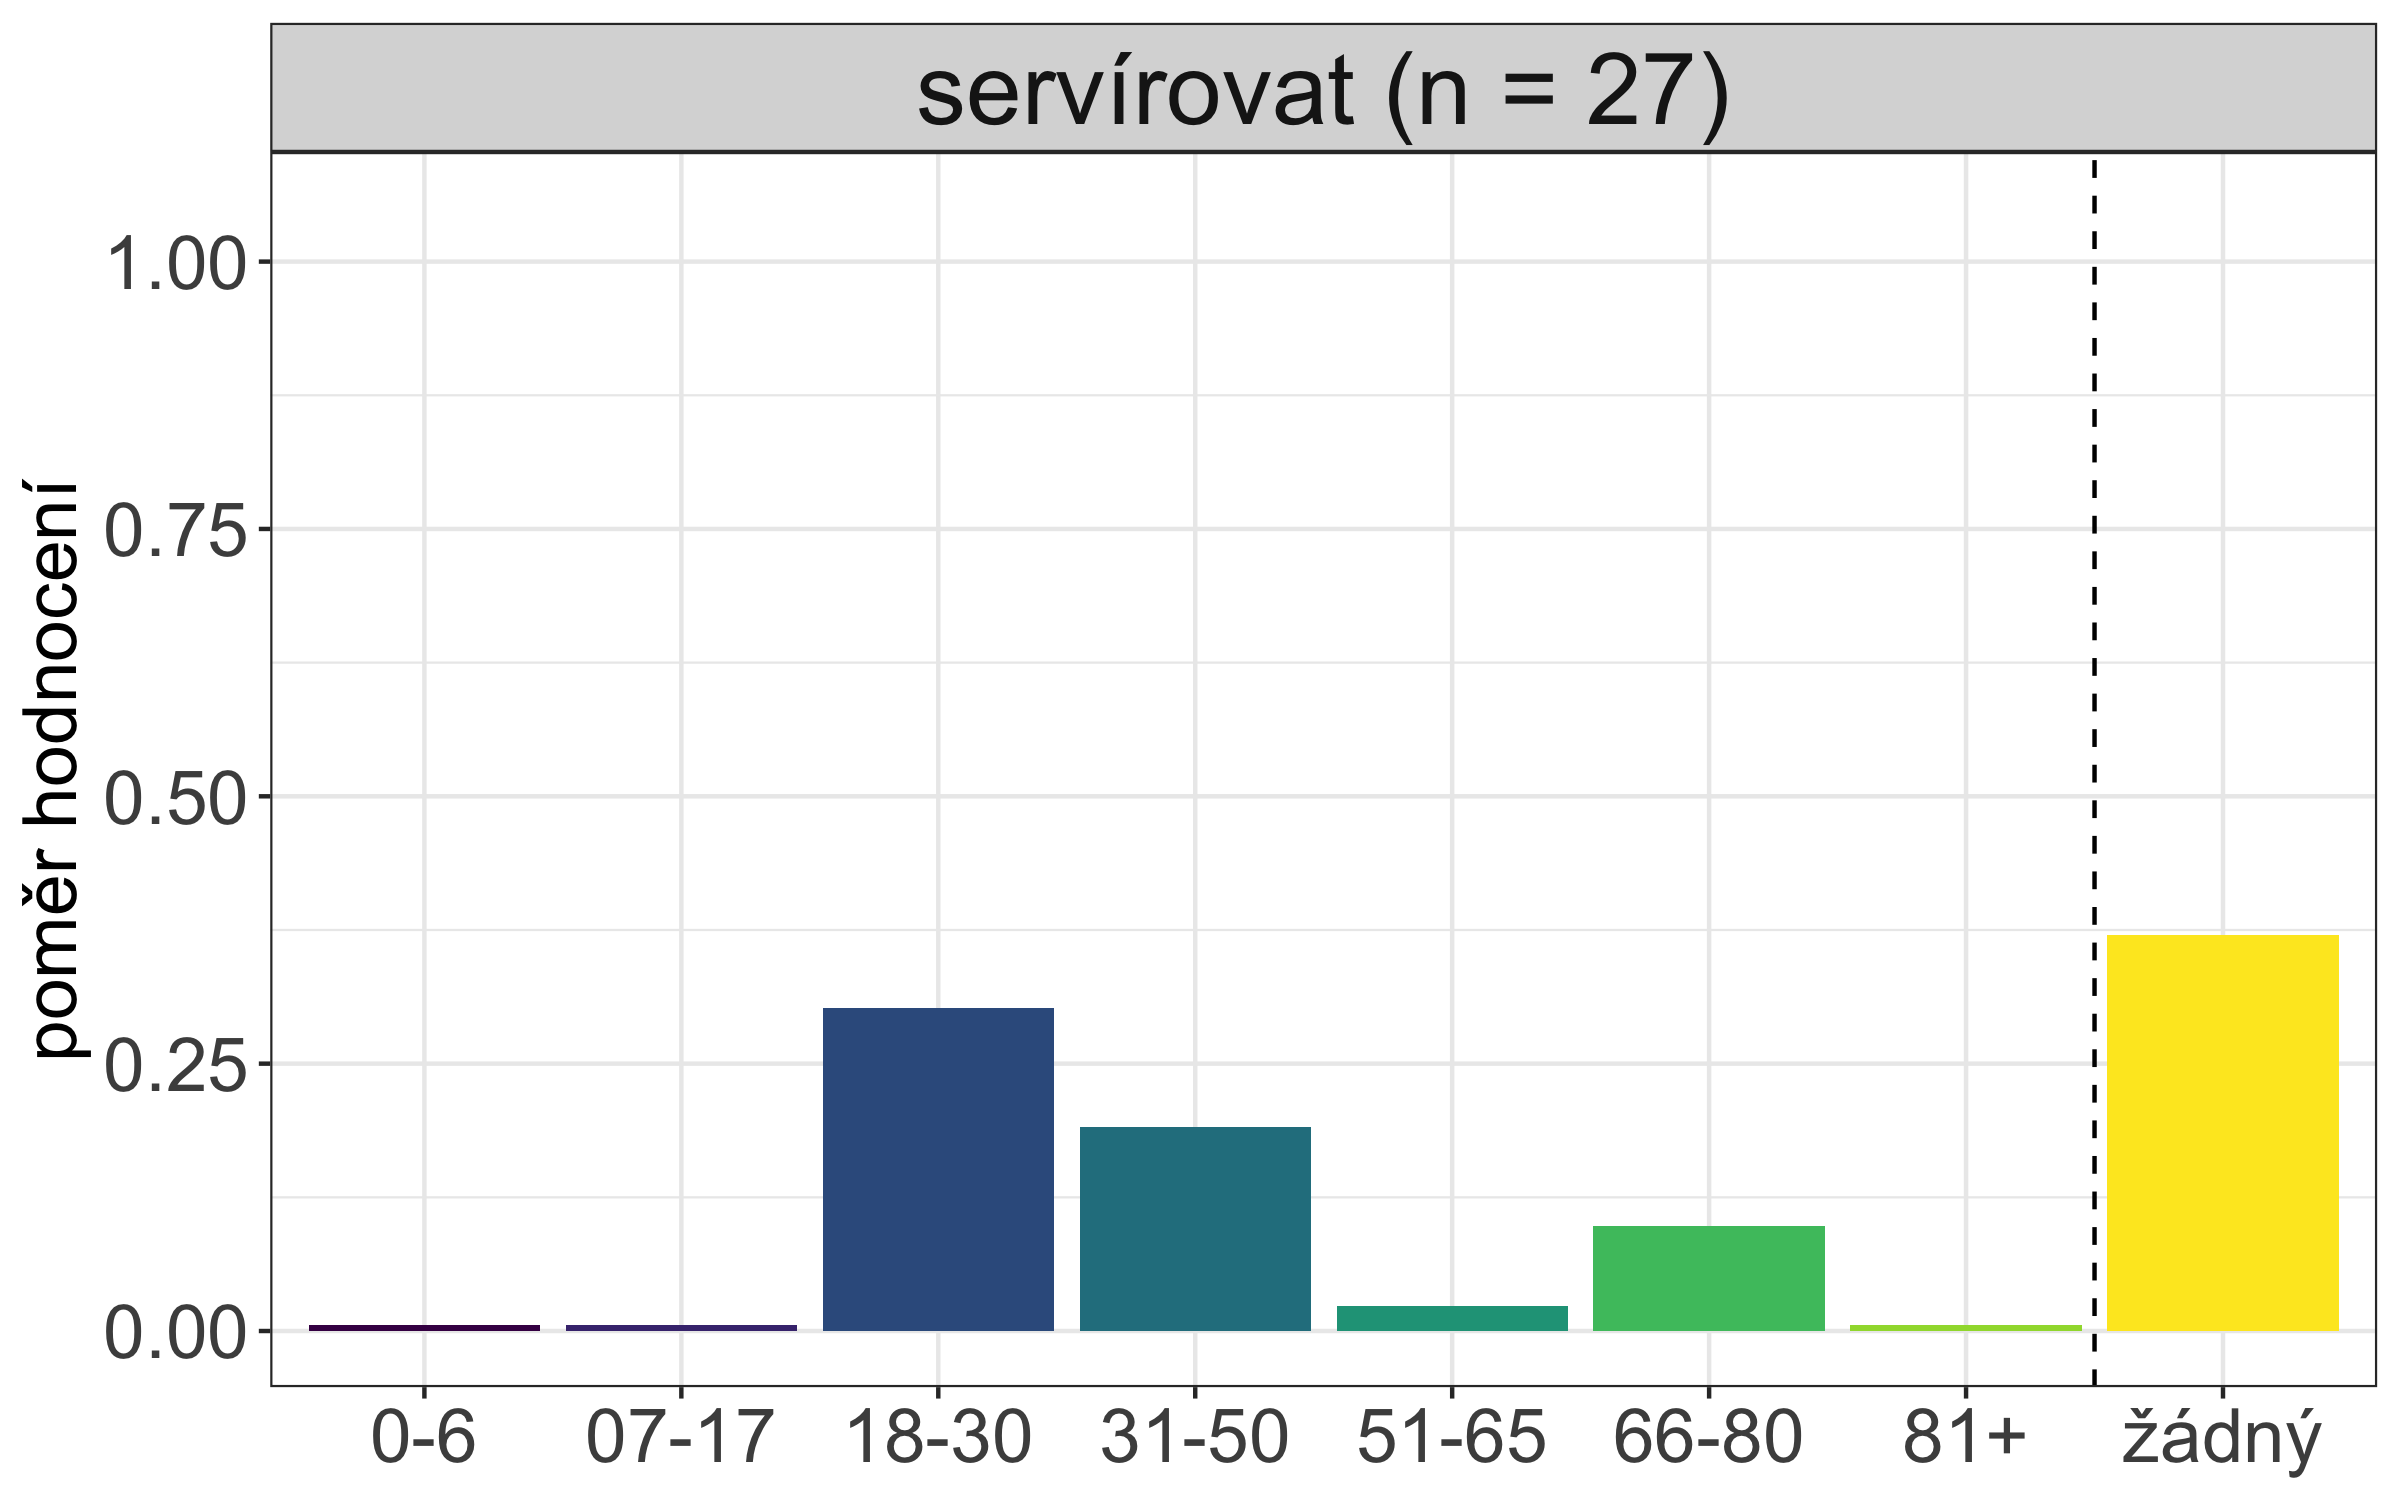 servírovat (n = 27)
poměr hodnocení
1.00
0.75
0.50
0.25
0.00
0-6 07-17 18-30 31-50 51-65 66-80 81+ žádný